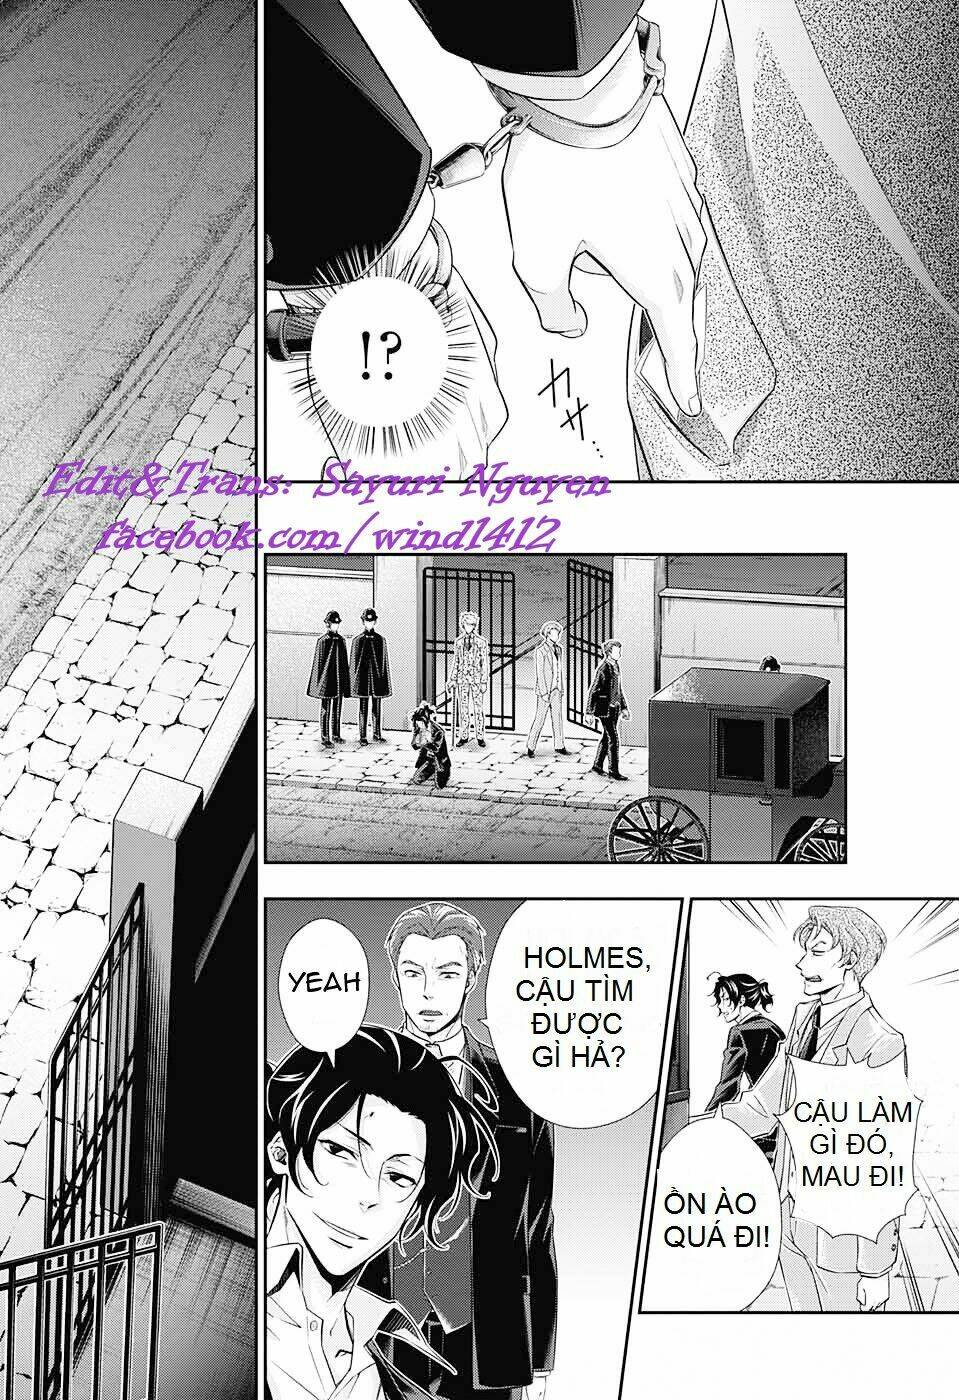 !?
カ
メ
...
Edit&Trans: Sayuri Nguyen
facebook.com/wind1412
CẬU LÀM
GÌ ĐÓ,
MAU ĐI!
ỒN ÀO
QUÁ ĐI!
HOLMES,
CẬU TÌM
ĐƯỢC
GÌ HẢ?
YEAH